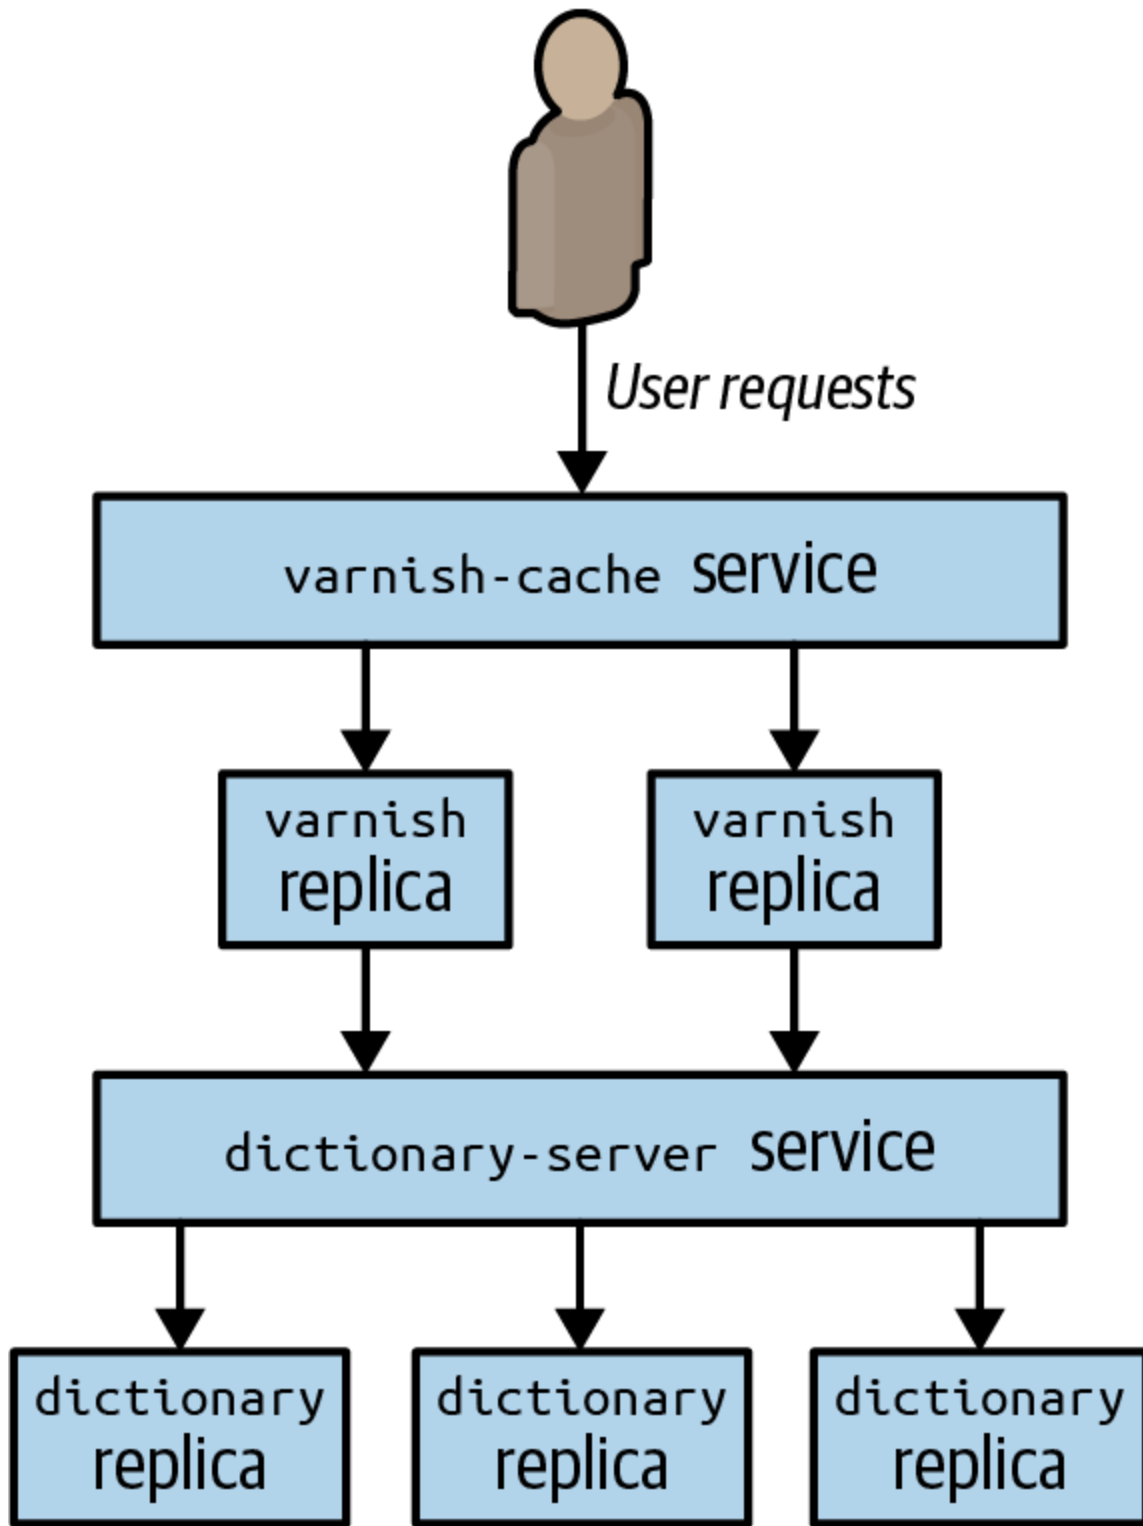 User requests
varnish-cache service
varnish
replica
varnish
replica
dictionary-server service
dictionary
replica
dictionary
replica
dictionary
replica